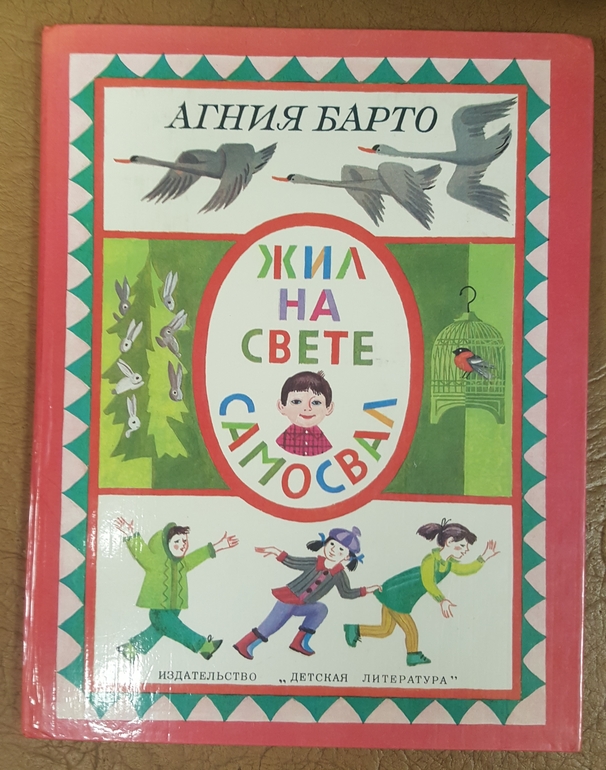 АГНИЯ БАРТО
ЖИЛ
НА
СВЕТЕ
САМОСВАЛ
ИЗДАТЕЛЬСТВО „ДЕТСКАЯ ЛИТЕРАТУРА"